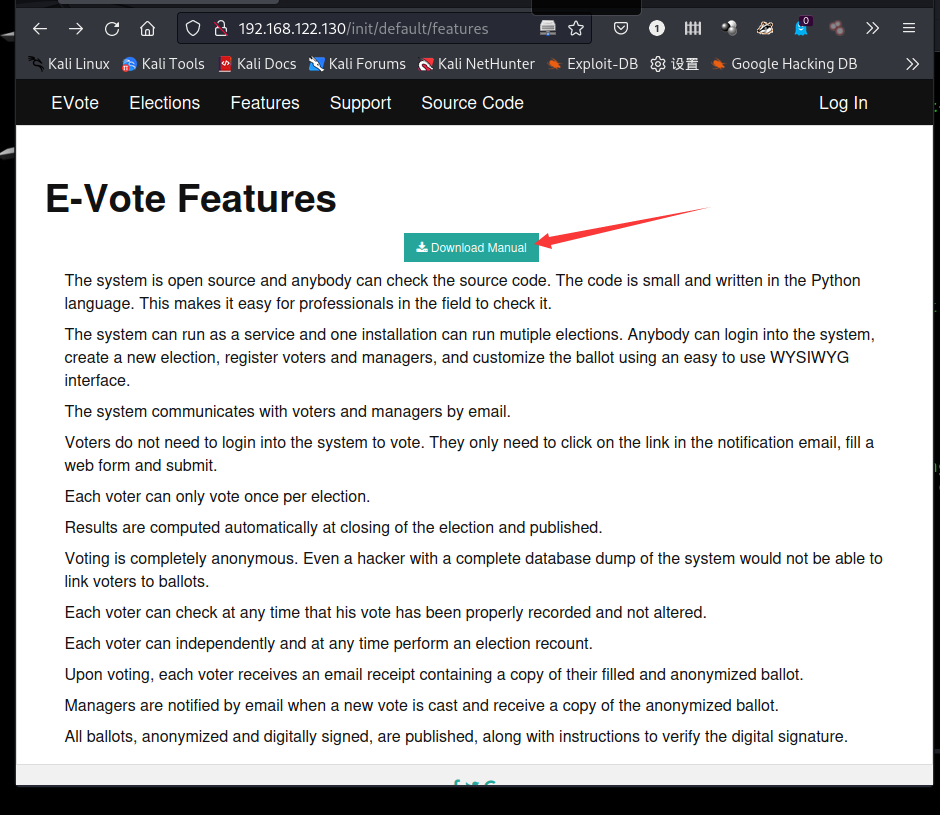 192.168.122.130/init/default/features
1
0
Kali Linux
Kali Tools
Kali Docs
Kali Forums
Kali NetHunter
Exploit-DB
设置
Google Hacking DB
EVote
Elections
Features
Support
Source Code
Log In
E-Vote Features
Download Manual
The system is open source and anybody can check the source code. The code is small and written in the Python
language. This makes it easy for professionals in the field to check it.
The system can run as a service and one installation can run mutiple elections. Anybody can login into the system,
create a new election, register voters and managers, and customize the ballot using an easy to use WYSIWYG
interface.
The system communicates with voters and managers by email.
Voters do not need to login into the system to vote. They only need to click on the link in the notification email, fill a
web form and submit.
Each voter can only vote once per election.
Results are computed automatically at closing of the election and published.
Voting is completely anonymous. Even a hacker with a complete database dump of the system would not be able to
link voters to ballots.
Each voter can check at any time that his vote has been properly recorded and not altered.
Each voter can independently and at any time perform an election recount.
Upon voting, each voter receives an email receipt containing a copy of their filled and anonymized ballot.
Managers are notified by email when a new vote is cast and receive a copy of the anonymized ballot.
All ballots, anonymized and digitally signed, are published, along with instructions to verify the digital signature.